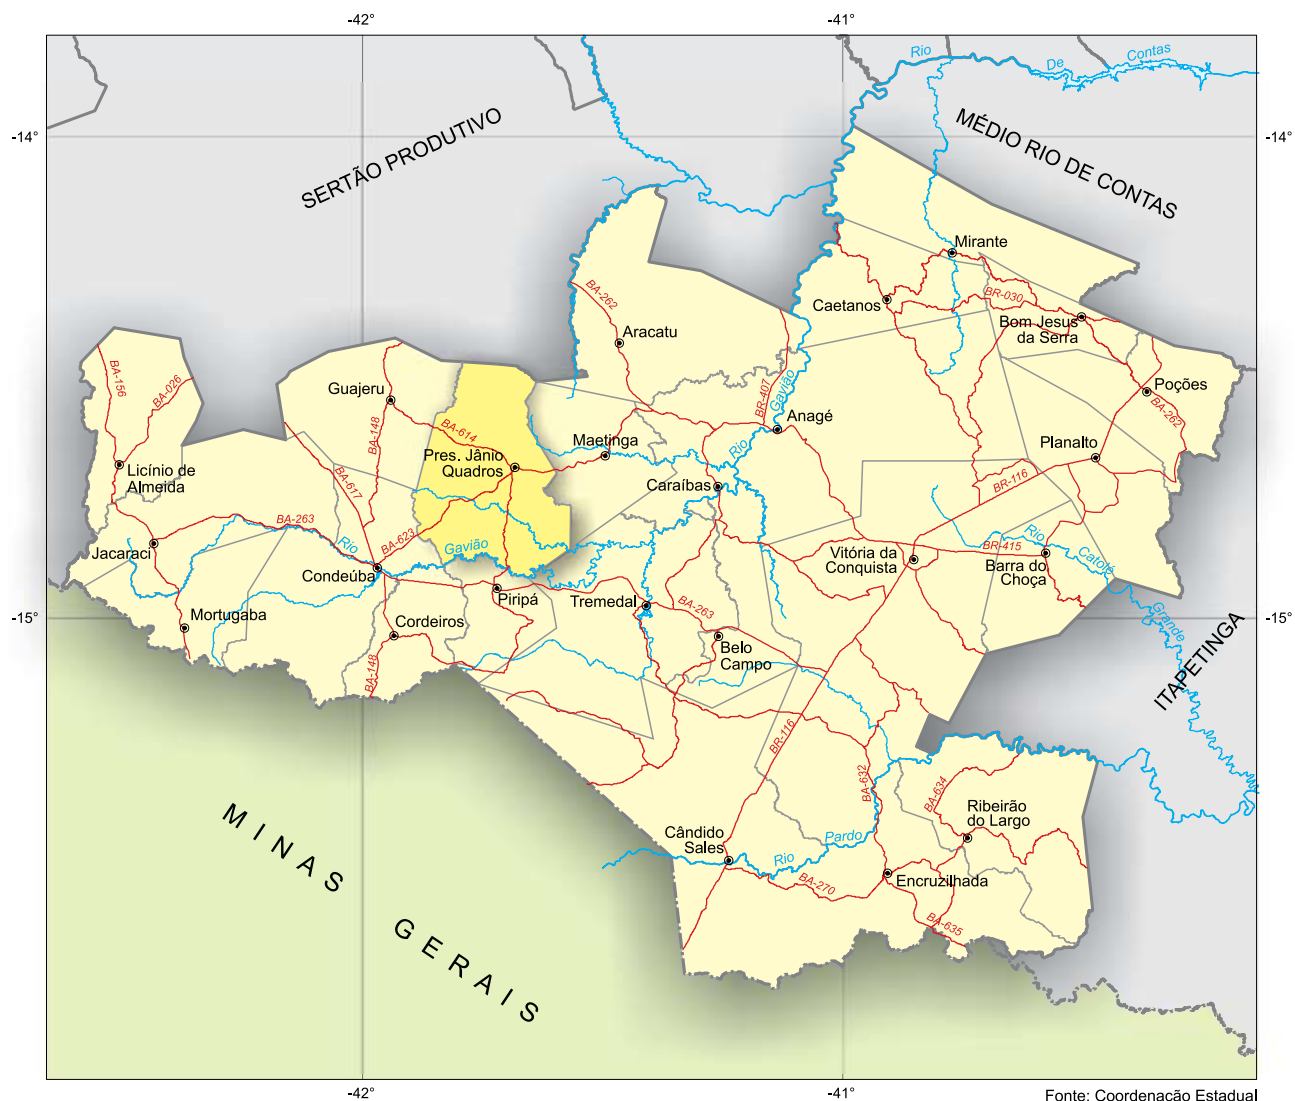 -42°
-41°
Rio
De
Contas
-14°
-14°
SERTÃO PRODUTIVO
MÉDIO RIO DE CONTAS
Mirante
Caetanos
BR-030
Bom Jesus
da Serra
BA-262
Aracatu
BA-156
BA-026
Guajeru
BA-148
BA-614
BR-407
Gavião
Rio
Anagé
Poções
BA-262
Planalto
Maetinga
Pres. Jânio
Quadros
Licínio de
Almeida
BA-617
Caraíbas
BR-116
BA-263
Rio
BA-623
Gavião
Jacaraci
Condeúba
Vitória da
Conquista
BR-415
Rio
Catolé
Barra do
Choça
Grande
Piripá
Tremedal
BA-263
Mortugaba
Cordeiros
-15°
-15°
Belo
Campo
BA-148
ITAPETINGA
BR-116
BA-632
BA-634
Ribeirão
do Largo
Cândido
Sales
Rio
Pardo
BA-270
Encruzilhada
BA-635
MINAS GERAIS
-42°
-41°
Fonte: Coordenação Estadual